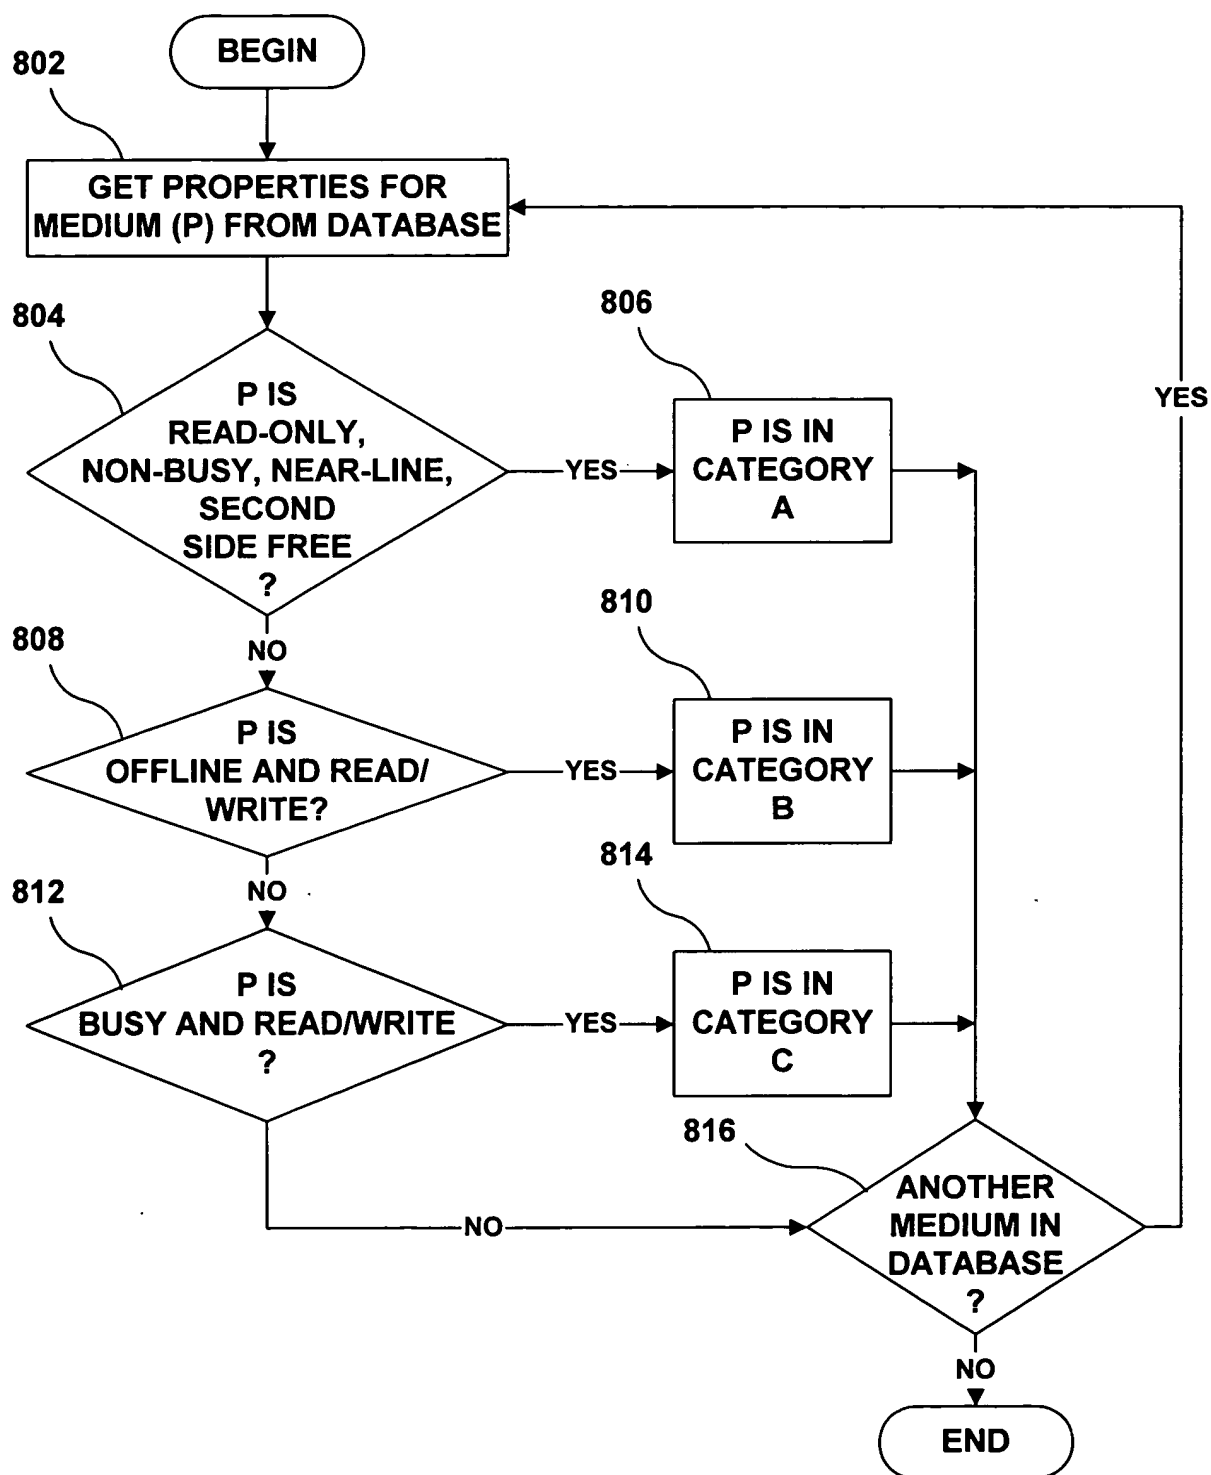 BEGIN
802
GET PROPERTIES FOR
MEDIUM (P) FROM DATABASE
804
P IS
READ-ONLY,
NON-BUSY, NEAR-LINE,
SECOND
SIDE FREE
?
YES
806
P IS IN
CATEGORY
A
YES
NO
808
P IS
OFFLINE AND READ/
WRITE?
YES
810
P IS IN
CATEGORY
B
NO
812
P IS
BUSY AND READ/WRITE
?
YES
814
P IS IN
CATEGORY
C
NO
816
ANOTHER
MEDIUM IN
DATABASE
?
NO
END